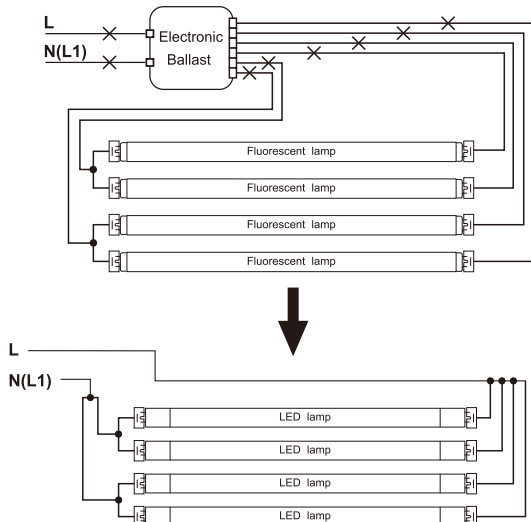 L
N(L1)
Electronic
Ballast
Fluorescent lamp
Fluorescent lamp
Fluorescent lamp
Fluorescent lamp
L
N(L1)
LED lamp
LED lamp
LED lamp
LED lamp